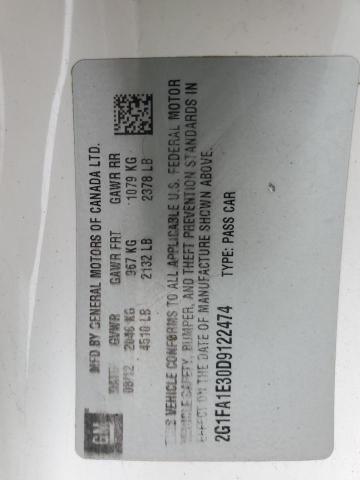 GM
MFD BY GENERAL MOTORS OF CANADA LTD.
DATE GVWR GAWR FRT GAWR RR
08/12 2046 KG 967 KG 1079 KG
4510 LB 2132 LB 2378 LB
THIS VEHICLE CONFORMS TO ALL APPLICABLE U.S. FEDERAL MOTOR
VEHICLE SAFETY, BUMPER, AND THEFT PREVENTION STANDARDS IN
EFFECT ON THE DATE OF MANUFACTURE SHOWN ABOVE.
2G1FA1E30D9122474 TYPE: PASS CAR